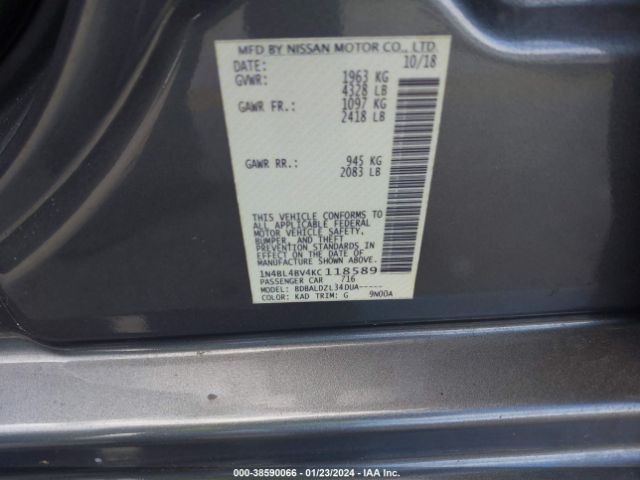 MFD BY NISSAN MOTOR CO., LTD.
DATE: 10/18
GVWR: 1963 KG
4328 LB
GAWR FR.: 1097 KG
2418 LB
GAWR RR.: 945 KG
2083 LB
THIS VEHICLE CONFORMS TO
ALL APPLICABLE FEDERAL
MOTOR VEHICLE SAFETY,
BUMPER, AND THEFT
PREVENTION STANDARDS IN
EFFECT ON THE DATE OF
MANUFACTURE SHOWN ABOVE.
1N4BL4BV4KC118589
PASSENGER CAR 716
MODEL: BDBALDZL34DUA-----
COLOR: KAD TRIM: G 9N00A
000-38590066 - 01/23/2024 - IAA Inc.